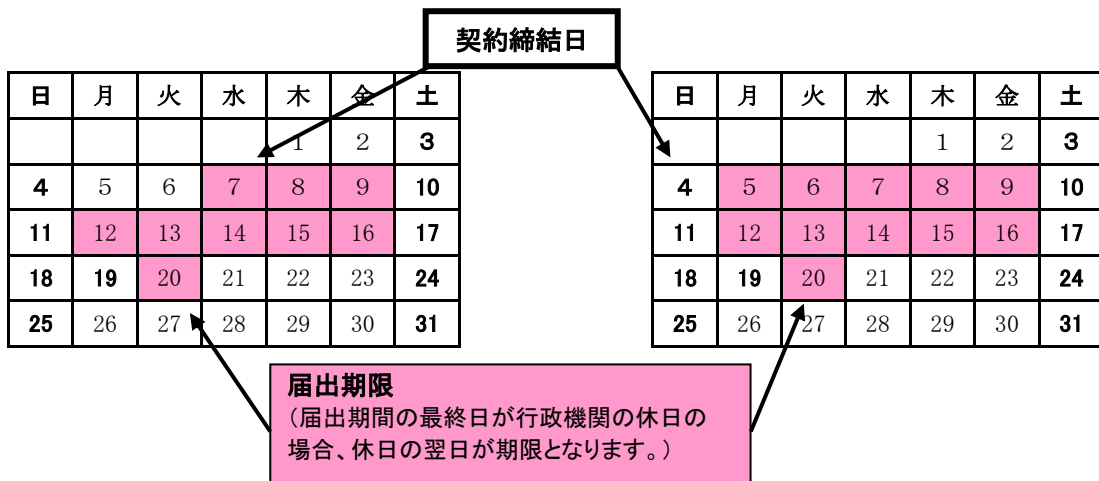 契約締結日
日 月 火 水 木 金 土
1 2 3
4 5 6 7 8 9 10
11 12 13 14 15 16 17
18 19 20 21 22 23 24
25 26 27 28 29 30 31
日 月 火 水 木 金 土
1 2 3
4 5 6 7 8 9 10
11 12 13 14 15 16 17
18 19 20 21 22 23 24
25 26 27 28 29 30 31
届出期限
（届出期間の最終日が行政機関の休日の
場合、休日の翌日が期限となります。）